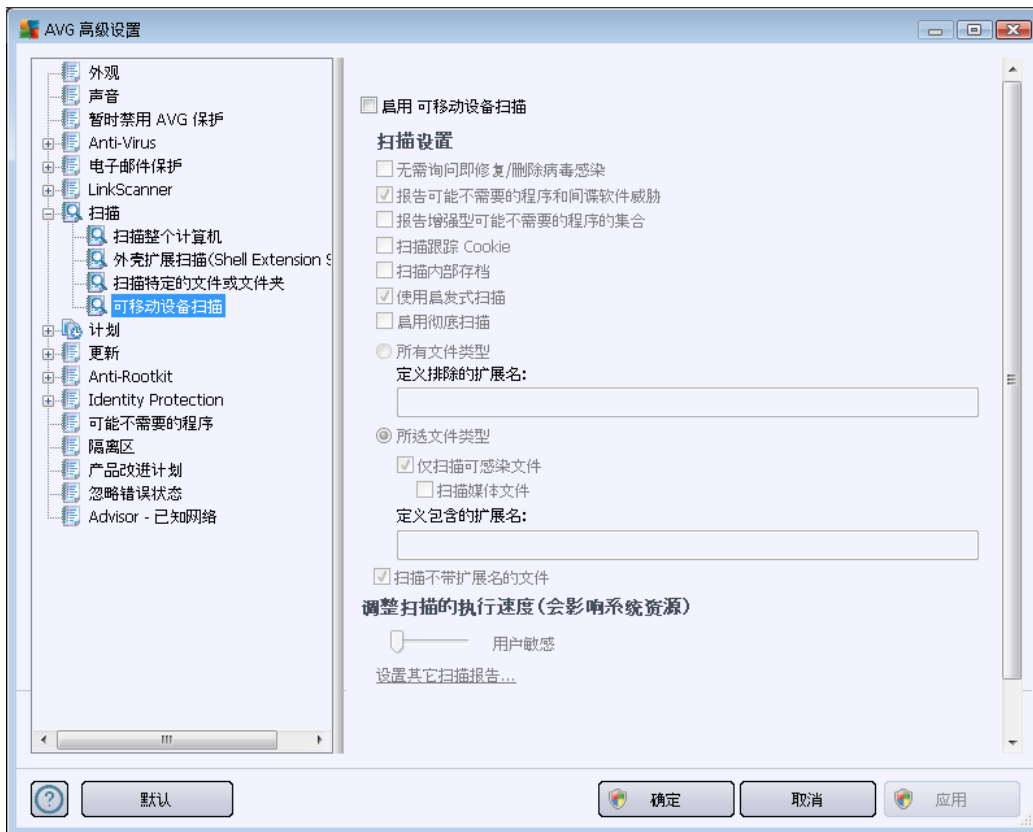 AVG 高级设置
外观
声音
暂时禁用 AVG 保护
Anti-Virus
电子邮件保护
LinkScanner
扫描
扫描整个计算机
外壳扩展扫描(Shell Extension S
扫描特定的文件或文件夹
可移动设备扫描
计划
更新
Anti-Rootkit
Identity Protection
可能不需要的程序
隔离区
产品改进计划
忽略错误状态
Advisor - 已知网络
启用 可移动设备扫描
扫描设置
无需询问即修复/删除病毒感染
报告可能不需要的程序和间谍软件威胁
报告增强型可能不需要的程序的集合
扫描跟踪 Cookie
扫描内部存档
使用启发式扫描
启用彻底扫描
所有文件类型
定义排除的扩展名:
所选文件类型
仅扫描可感染文件
扫描媒体文件
定义包含的扩展名:
扫描不带扩展名的文件
调整扫描的执行速度(会影响系统资源)
用户敏感
设置其它扫描报告...
默认
确定
取消
应用